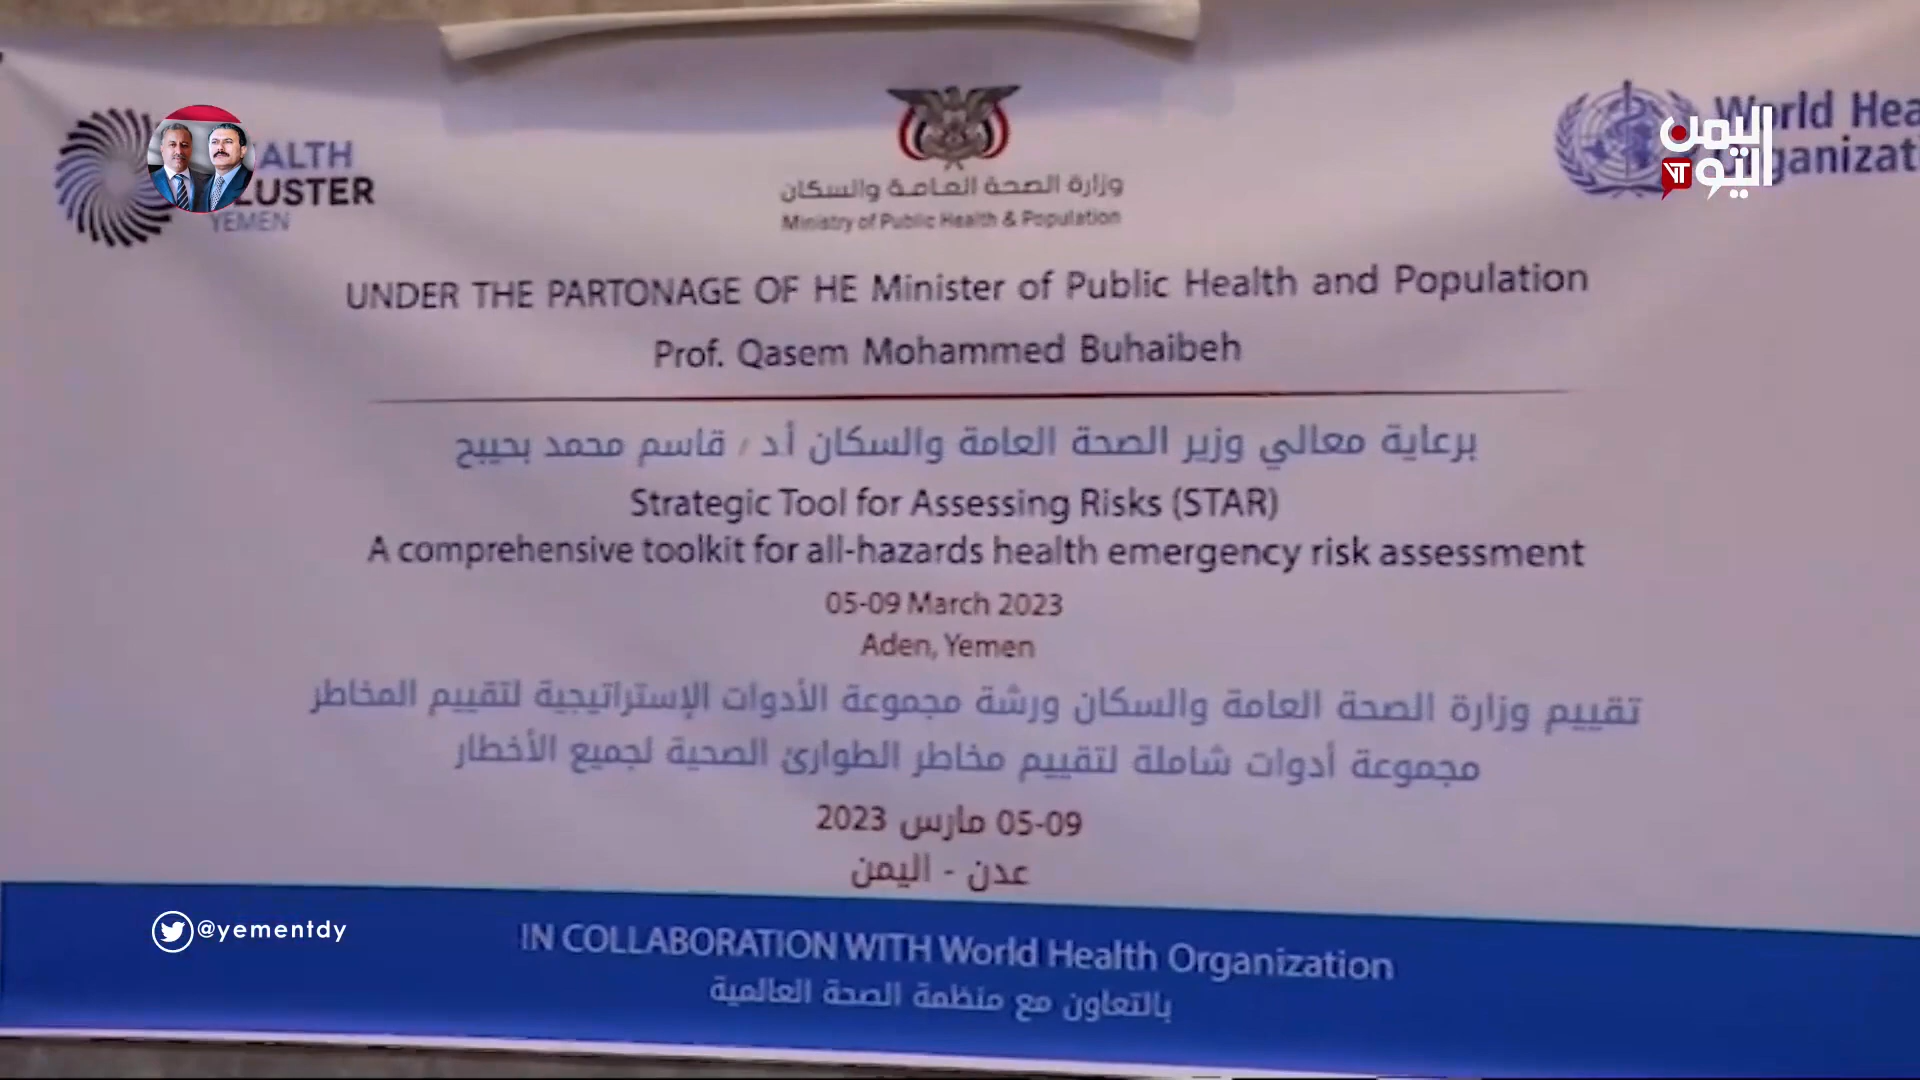 ALTH
LUSTER
YEMEN
وزارة الصحة العامة والسكان
Ministry of Public Health & Population
World Hea
ganizati
اليمن
اليوم
YT
UNDER THE PARTONAGE OF HE Minister of Public Health and Population
Prof. Qasem Mohammed Buhaibeh
برعاية معالي وزير الصحة العامة والسكان أ.د/ قاسم محمد بحيبح
Strategic Tool for Assessing Risks (STAR)
A comprehensive toolkit for all-hazards health emergency risk assessment
05-09 March 2023
Aden, Yemen
تقييم وزارة الصحة العامة والسكان ورشة مجموعة الأدوات الإستراتيجية لتقييم المخاطر
مجموعة أدوات شاملة لتقييم مخاطر الطوارئ الصحية لجميع الأخطار
05-09 مارس 2023
عدن - اليمن
@yementdy
IN COLLABORATION WITH World Health Organization
بالتعاون مع منظمة الصحة العالمية